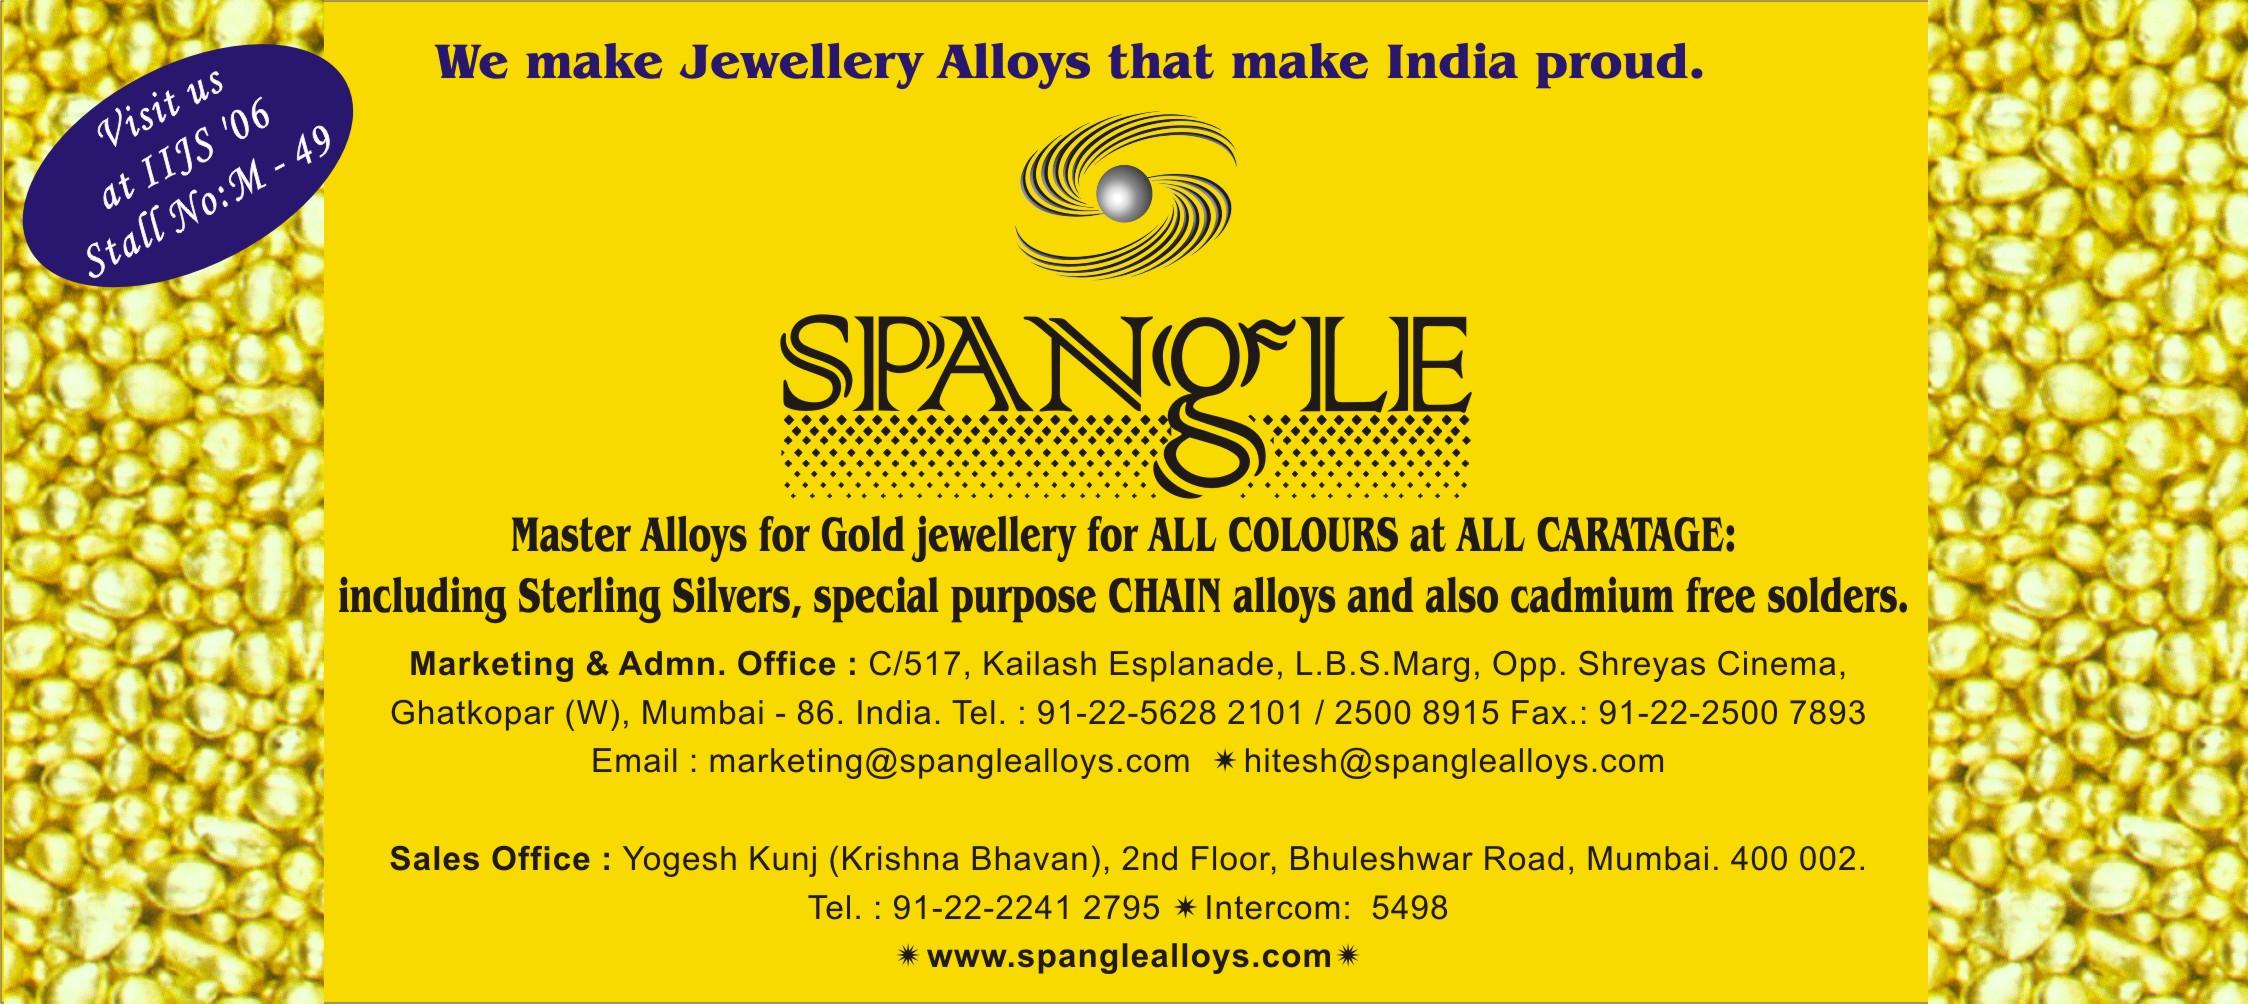 We make Jewellery Alloys that make India proud.
Visit us
at IIJS '06
Stall No:M - 49
SPANgLE
Master Alloys for Gold jewellery for ALL COLOURS at ALL CARATAGE:
including Sterling Silvers, special purpose CHAIN alloys and also cadmium free solders.
Marketing & Admn. Office : C/517, Kailash Esplanade, L.B.S.Marg, Opp. Shreyas Cinema,
Ghatkopar (W), Mumbai - 86. India. Tel. : 91-22-5628 2101 / 2500 8915 Fax.: 91-22-2500 7893
Email : marketing@spanglealloys.com ✷ hitesh@spanglealloys.com
Sales Office : Yogesh Kunj (Krishna Bhavan), 2nd Floor, Bhuleshwar Road, Mumbai. 400 002.
Tel. : 91-22-2241 2795 ✷ Intercom: 5498
✷ www.spanglealloys.com ✷